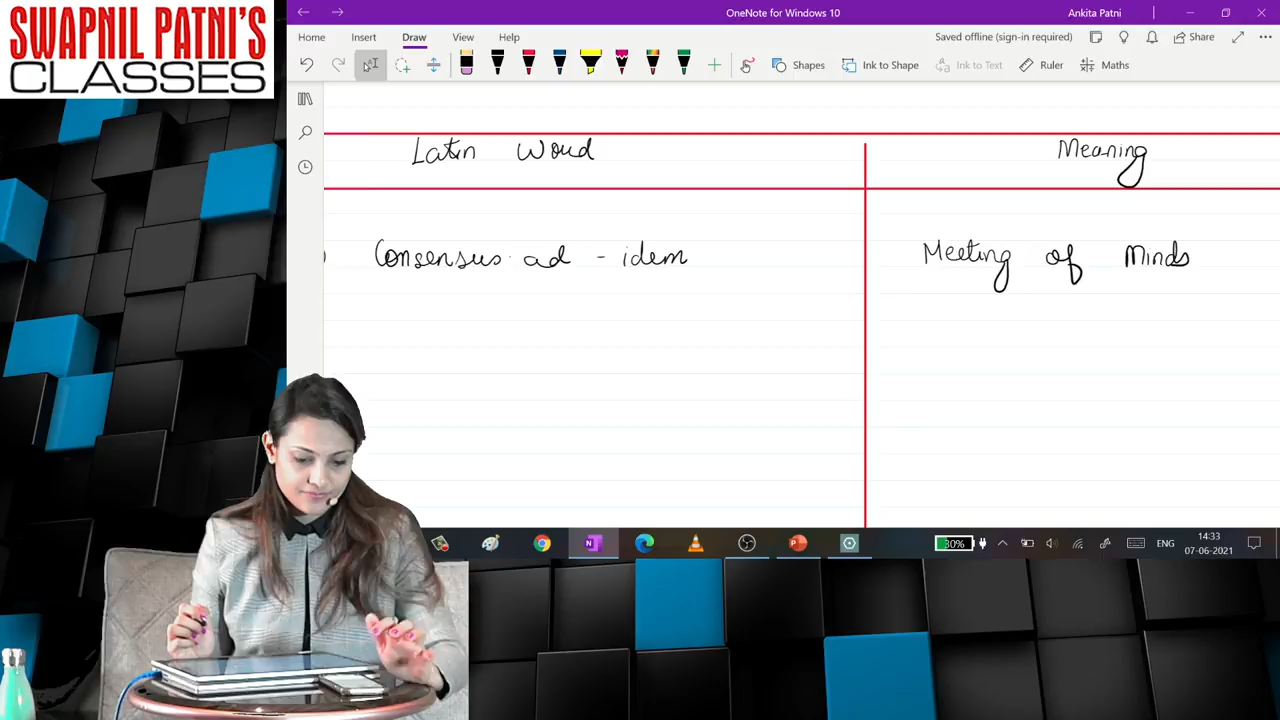 SWAPNIL PATNI'S
CLASSES
OneNote for Windows 10
Ankita Patni
Home Insert Draw View Help
Saved offline (sign-in required)
Share
Shapes
Ink to Shape
Ink to Text
Ruler
Maths
Latin Word
Meaning
Consensus ad - idem
Meeting of Minds
30%
ENG
14:33
07-06-2021